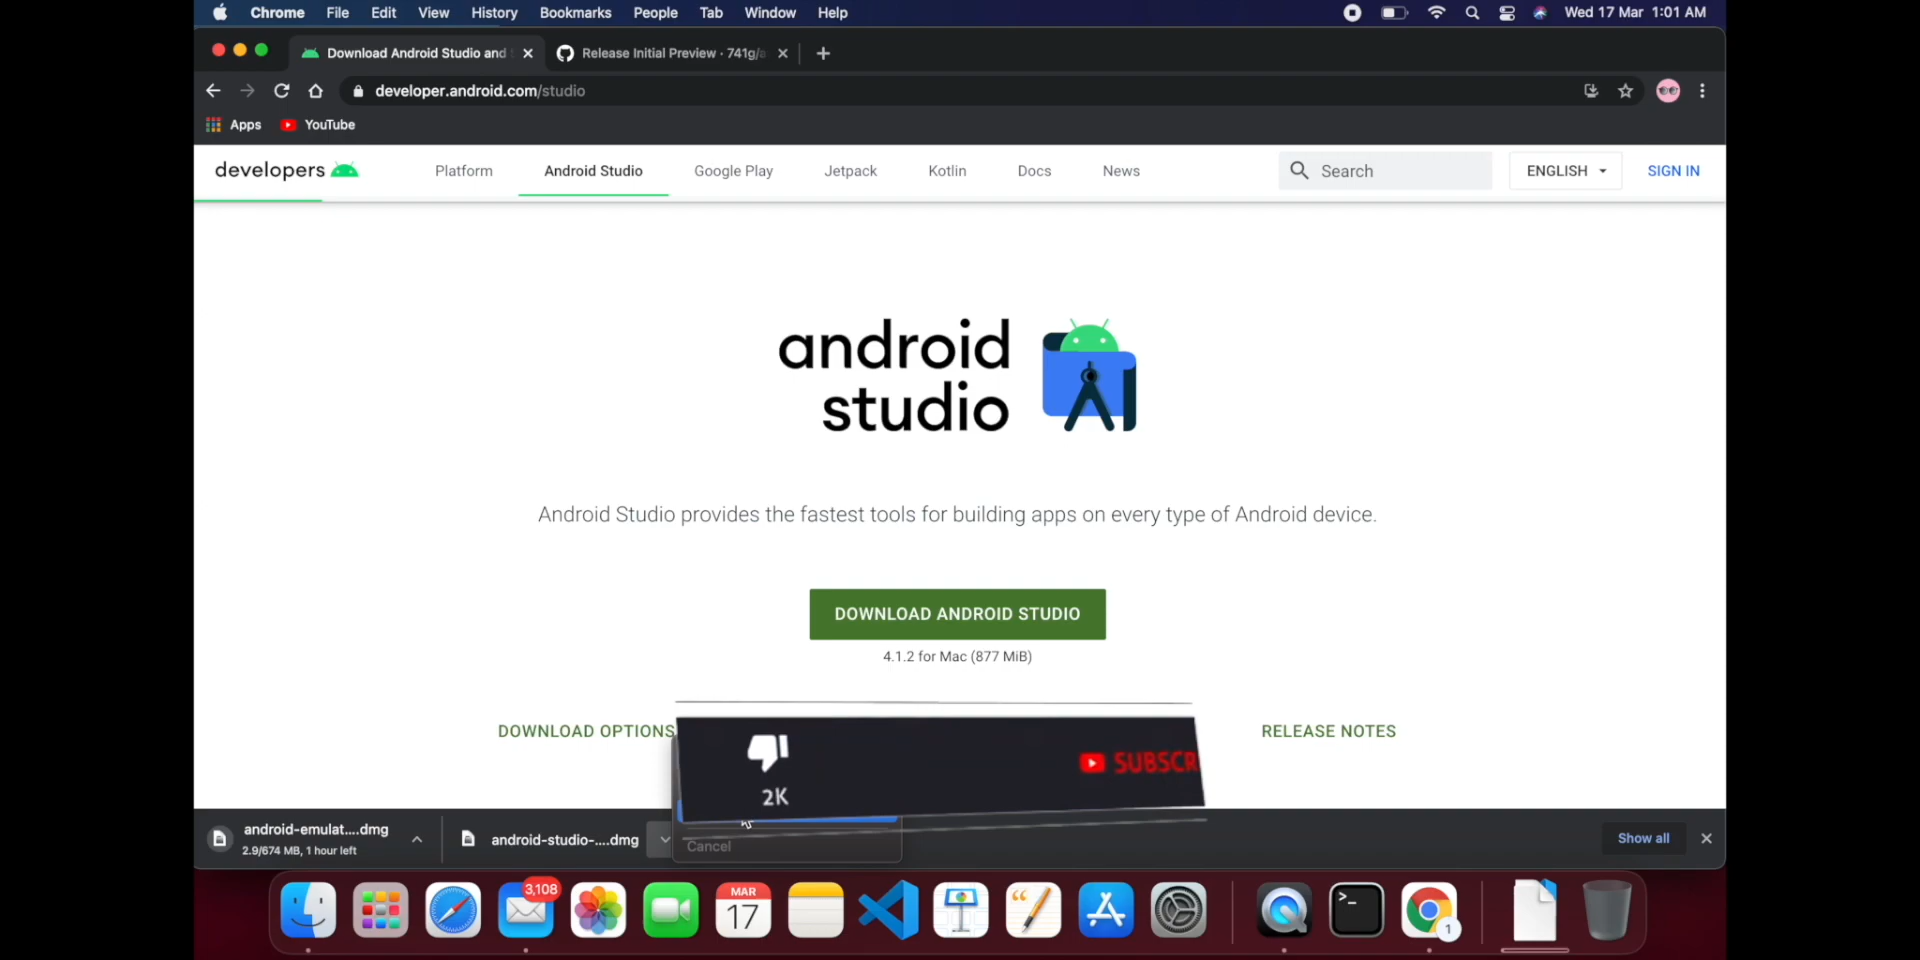 Chrome File Edit View History Bookmarks People Tab Window Help Wed 17 Mar 1:01 AM
Download Android Studio and Release Initial Preview · 741g/a
developer.android.com/studio
Apps YouTube
developers Platform Android Studio Google Play Jetpack Kotlin Docs News Search ENGLISH SIGN IN
android
studio
Android Studio provides the fastest tools for building apps on every type of Android device.
DOWNLOAD ANDROID STUDIO
4.1.2 for Mac (877 MiB)
DOWNLOAD OPTIONS RELEASE NOTES
SUBSCR
2K
android-emulat....dmg android-studio-....dmg Show all
2.9/674 MB, 1 hour left
Cancel
3,108
MAR
17
1